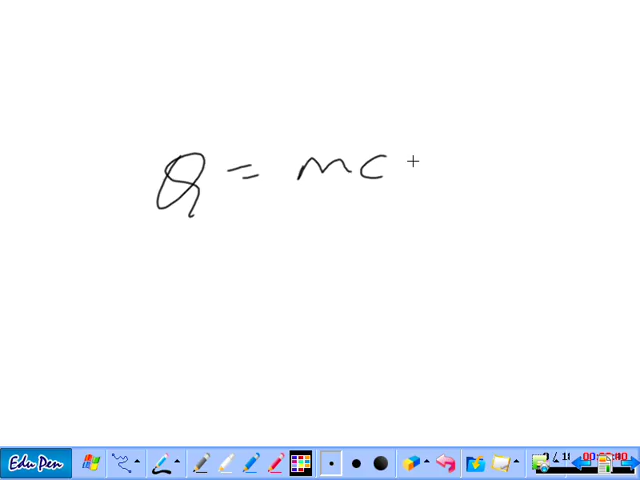 Q = mc
Edu Pen